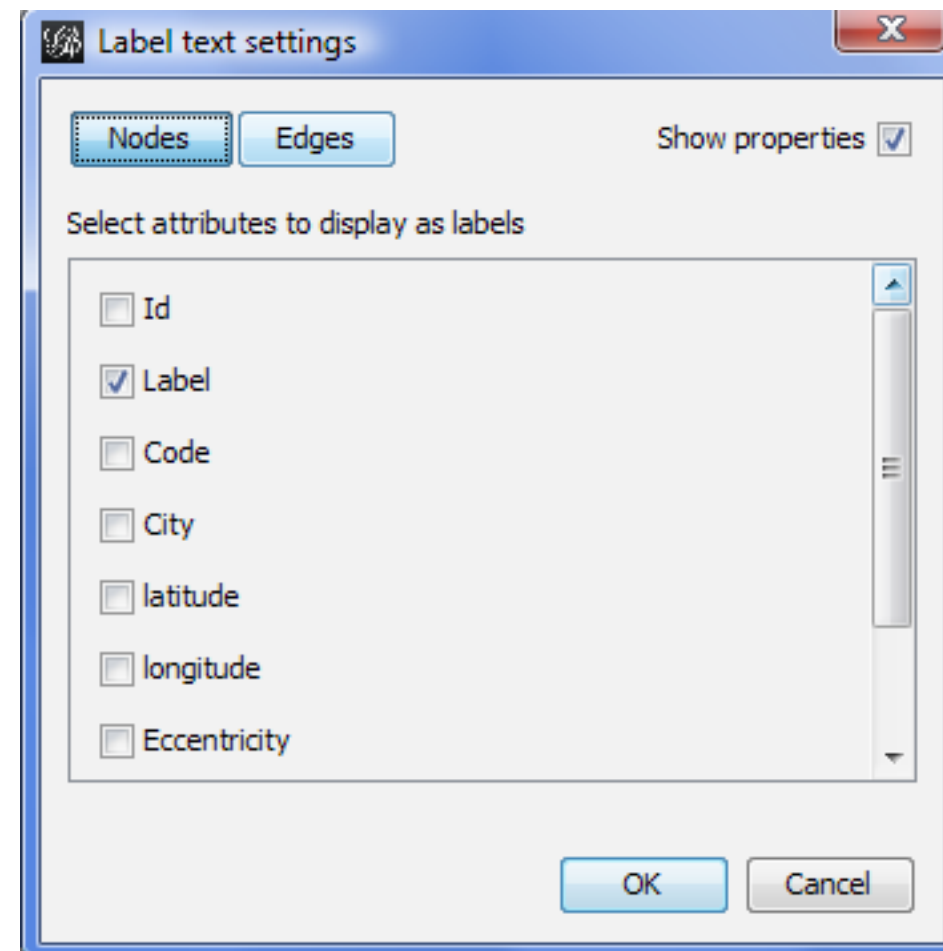 Label text settings
Nodes Edges Show properties
Select attributes to display as labels
Id
Label
Code
City
latitude
longitude
Eccentricity
OK Cancel